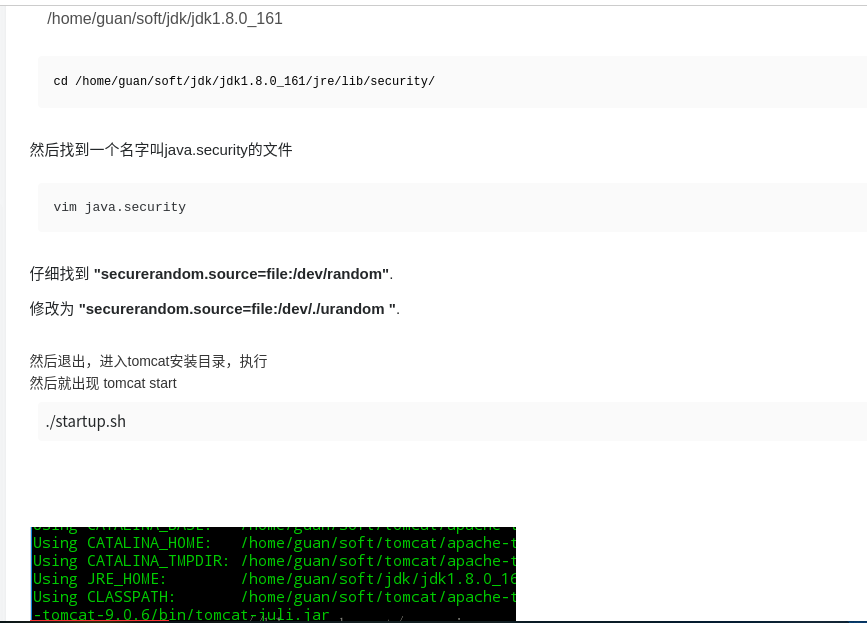 /home/guan/soft/jdk/jdk1.8.0_161
cd /home/guan/soft/jdk/jdk1.8.0_161/jre/lib/security/
然后找到一个名字叫java.security的文件
vim java.security
仔细找到 "securerandom.source=file:/dev/random".
修改为 "securerandom.source=file:/dev/./urandom ".
然后退出，进入tomcat安装目录，执行
然后就出现 tomcat start
./startup.sh
Using CATALINA_BASE: /home/guan/soft/tomcat/apache-t
Using CATALINA_HOME: /home/guan/soft/tomcat/apache-t
Using CATALINA_TMPDIR: /home/guan/soft/tomcat/apache-t
Using JRE_HOME: /home/guan/soft/jdk/jdk1.8.0_16
Using CLASSPATH: /home/guan/soft/tomcat/apache-t
-tomcat-9.0.6/bin/tomcat-juli.jar